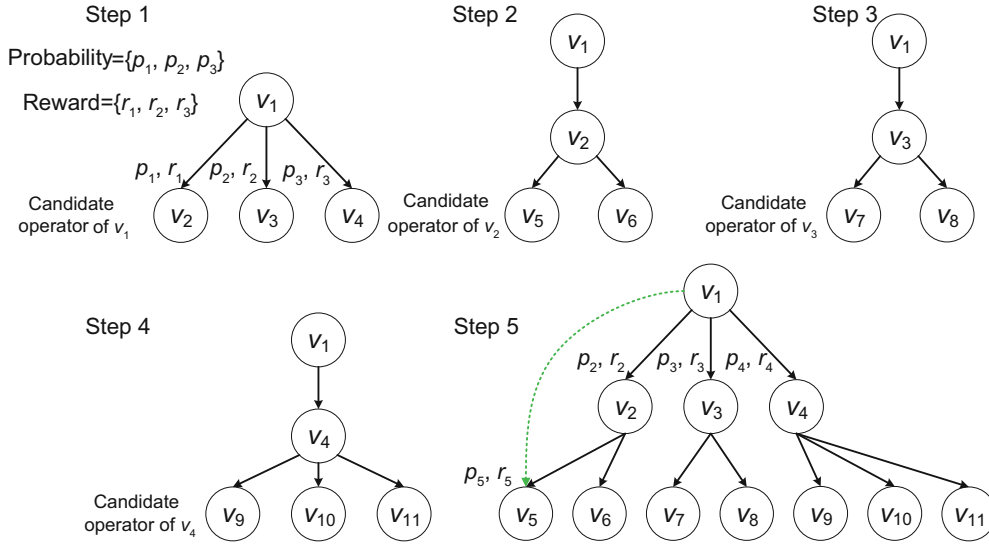 Step 1
Probability={p₁, p₂, p₃}
Reward={r₁, r₂, r₃}
v₁
p₁, r₁ p₂, r₂ p₃, r₃
Candidate
operator of v₁
v₂ v₃ v₄
Step 2
v₁
v₂
Candidate
operator of v₂
v₅ v₆
Step 3
v₁
v₃
Candidate
operator of v₃
v₇ v₈
Step 4
v₁
v₄
Candidate
operator of v₄
v₉ v₁₀ v₁₁
Step 5
v₁
p₂, r₂ p₃, r₃ p₄, r₄
v₂ v₃ v₄
p₅, r₅
v₅ v₆ v₇ v₈ v₉ v₁₀ v₁₁